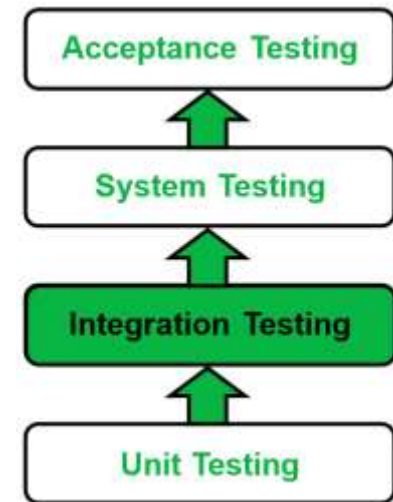 Acceptance Testing
System Testing
Integration Testing
Unit Testing